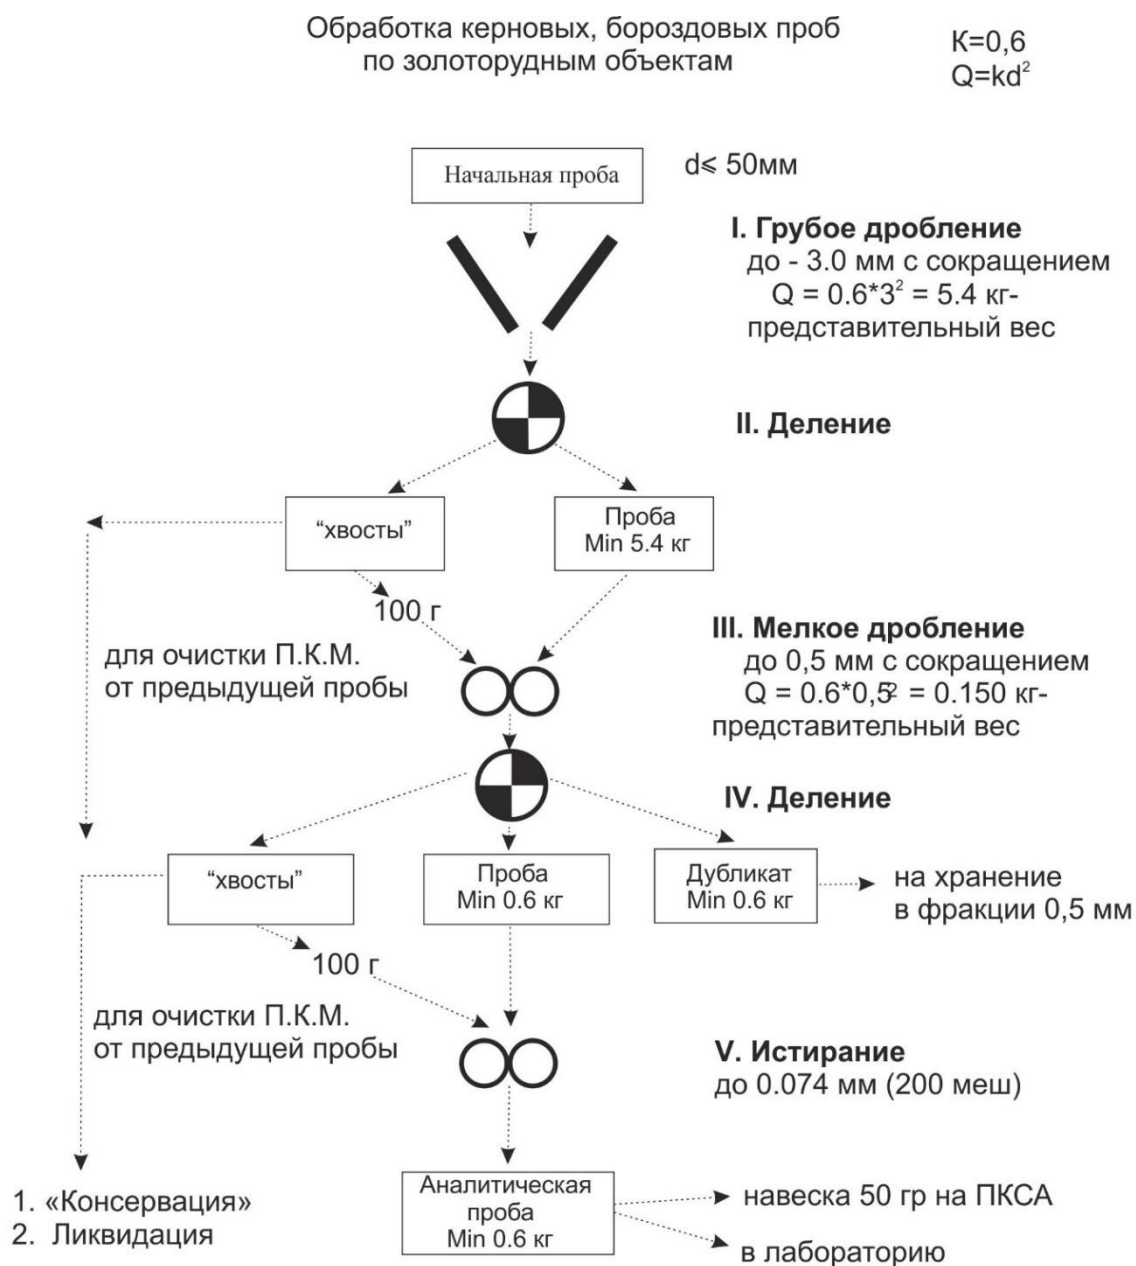 Обработка керновых, бороздовых проб
по золоторудным объектам
К=0,6
Q=kd²
Начальная проба
d⩽ 50мм
I. Грубое дробление
до - 3.0 мм с сокращением
Q = 0.6*3² = 5.4 кг-
представительный вес
II. Деление
“хвосты”
Проба
Min 5.4 кг
100 г
для очистки П.К.М.
от предыдущей пробы
III. Мелкое дробление
до 0,5 мм с сокращением
Q = 0.6*0,5² = 0.150 кг-
представительный вес
IV. Деление
“хвосты”
Проба
Min 0.6 кг
Дубликат
Min 0.6 кг
на хранение
в фракции 0,5 мм
100 г
для очистки П.К.М.
от предыдущей пробы
V. Истирание
до 0.074 мм (200 меш)
1. «Консервация»
2. Ликвидация
Аналитическая
проба
Min 0.6 кг
навеска 50 гр на ПКСА
в лабораторию